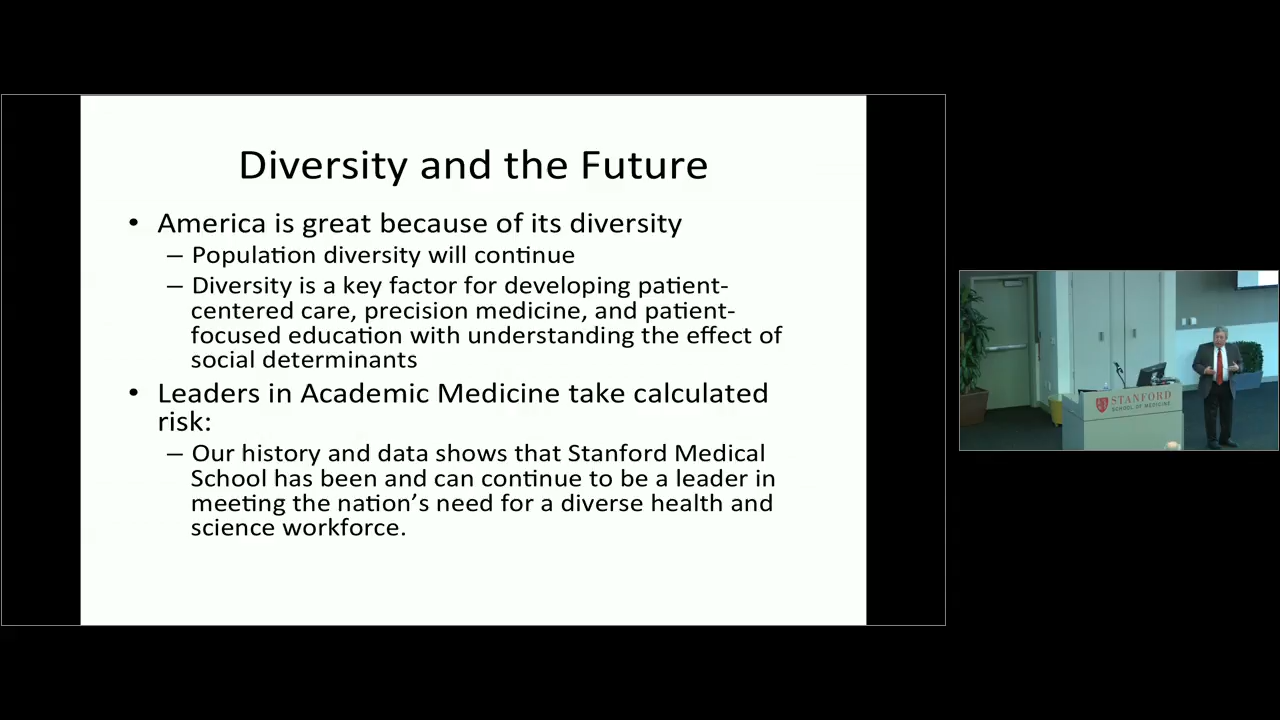 Diversity and the Future
• America is great because of its diversity
– Population diversity will continue
– Diversity is a key factor for developing patient-
centered care, precision medicine, and patient-
focused education with understanding the effect of
social determinants
• Leaders in Academic Medicine take calculated
risk:
– Our history and data shows that Stanford Medical
School has been and can continue to be a leader in
meeting the nation’s need for a diverse health and
science workforce.
STANFORD
SCHOOL OF MEDICINE